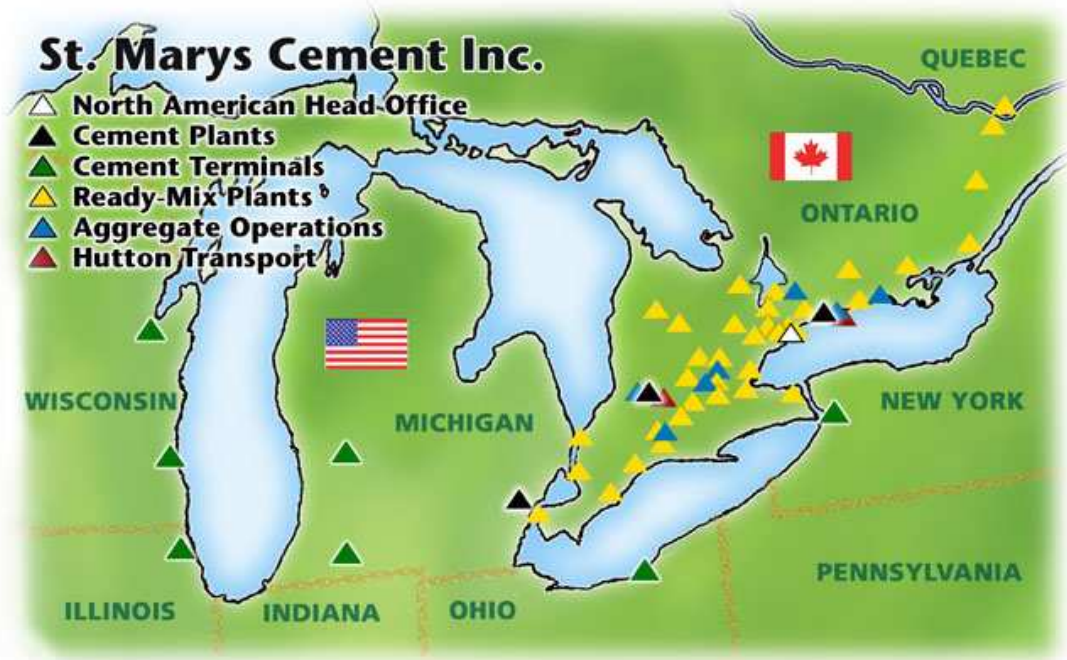 St. Marys Cement Inc.
North American Head Office
Cement Plants
Cement Terminals
Ready-Mix Plants
Aggregate Operations
Hutton Transport
QUEBEC
ONTARIO
WISCONSIN
MICHIGAN
NEW YORK
PENNSYLVANIA
ILLINOIS
INDIANA
OHIO